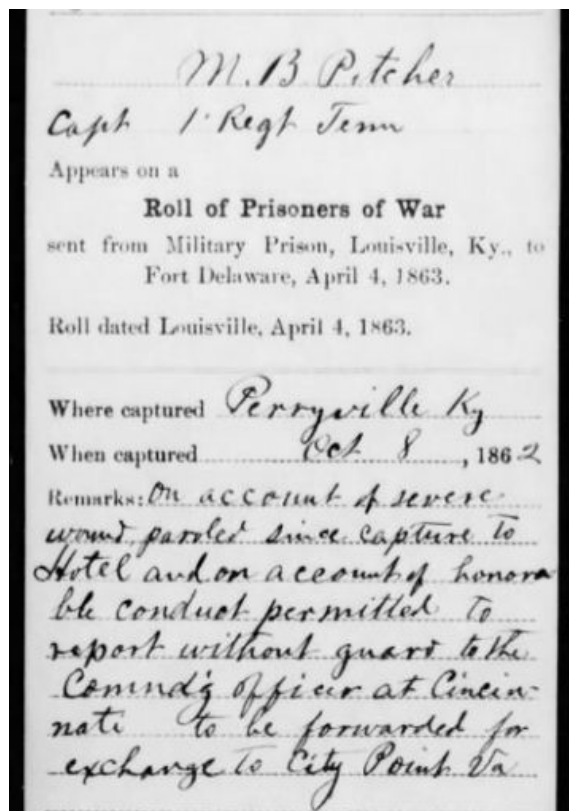 M. B Pitcher
Capt 1' Regt Tenn
Appears on a
Roll of Prisoners of War
sent from Military Prison, Louisville, Ky., to
Fort Delaware, April 4, 1863.
Roll dated Louisville, April 4, 1863.
Where captured Perryville Ky
When captured Oct 8, 1862
Remarks: On account of severe
wound paroled since capture to
Hotel and on account of honora
ble conduct permitted to
report without guard to the
Comnd'g officer at Cincin-
nate to be forwarded for
exchange to City Point Va